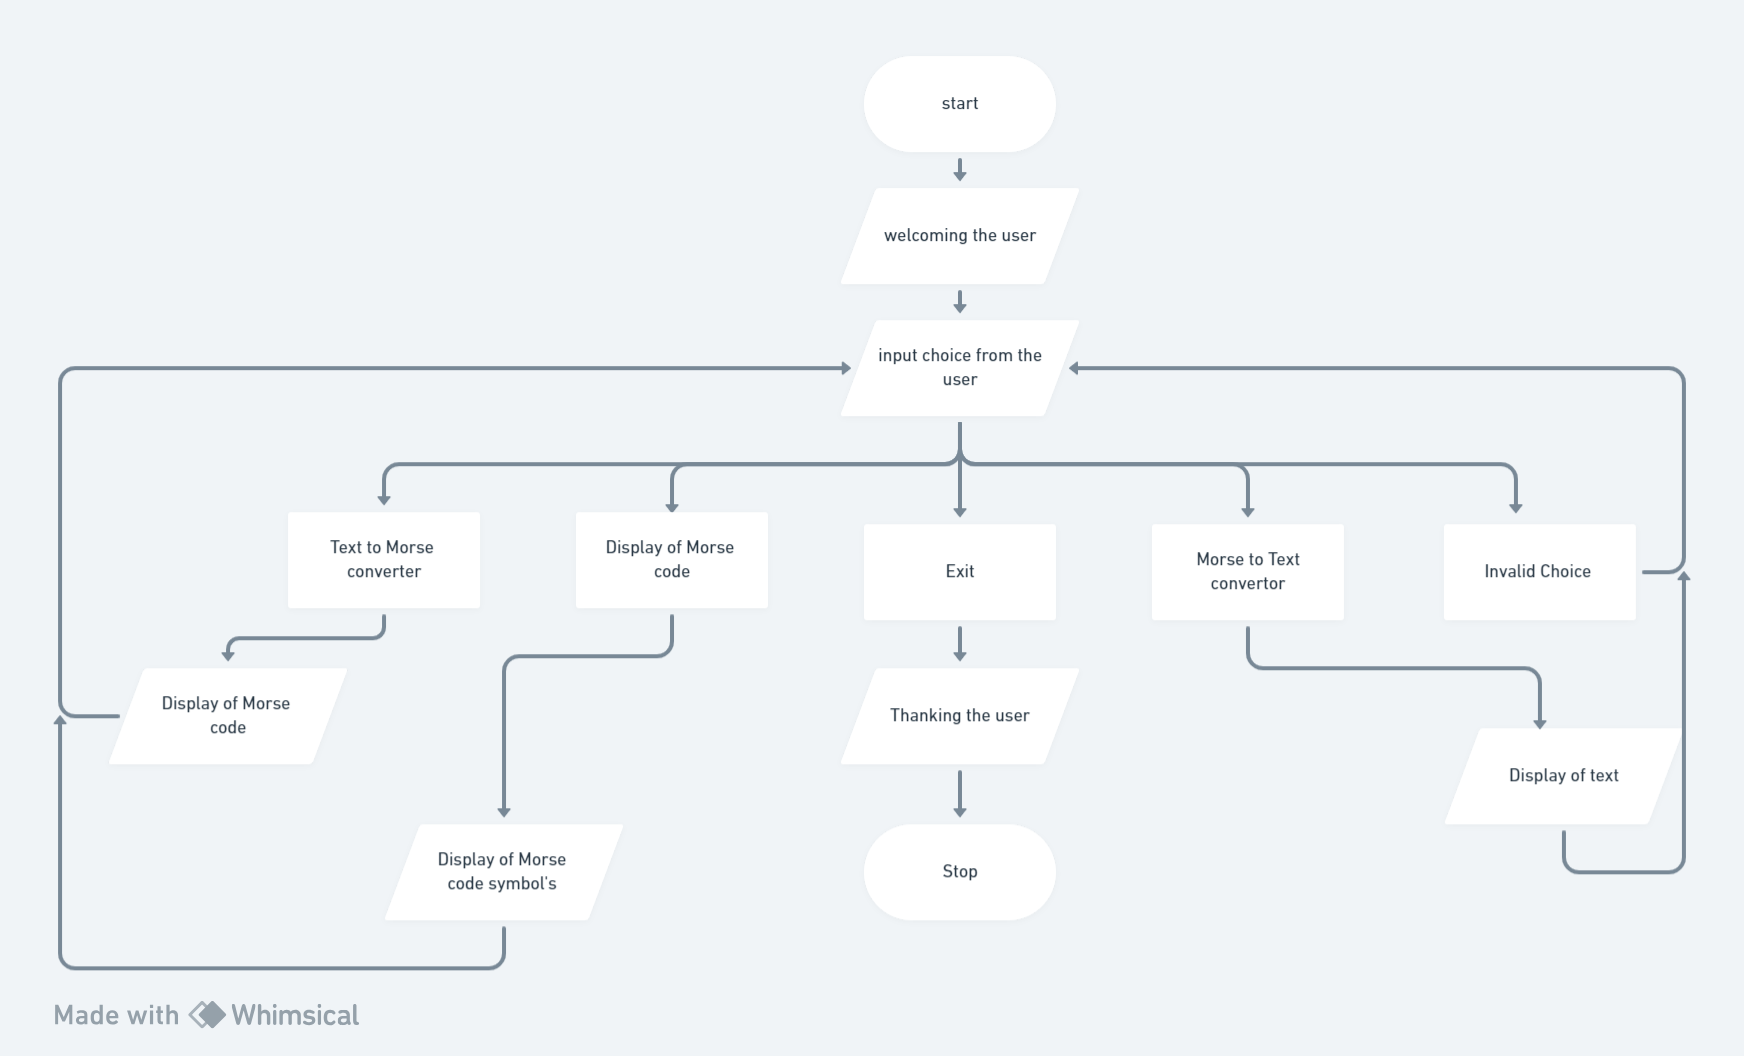 start
welcoming the user
input choice from the
user
Text to Morse
converter
Display of Morse
code
Exit
Morse to Text
convertor
Invalid Choice
Display of Morse
code
Thanking the user
Display of text
Display of Morse
code symbol's
Stop
Made with Whimsical